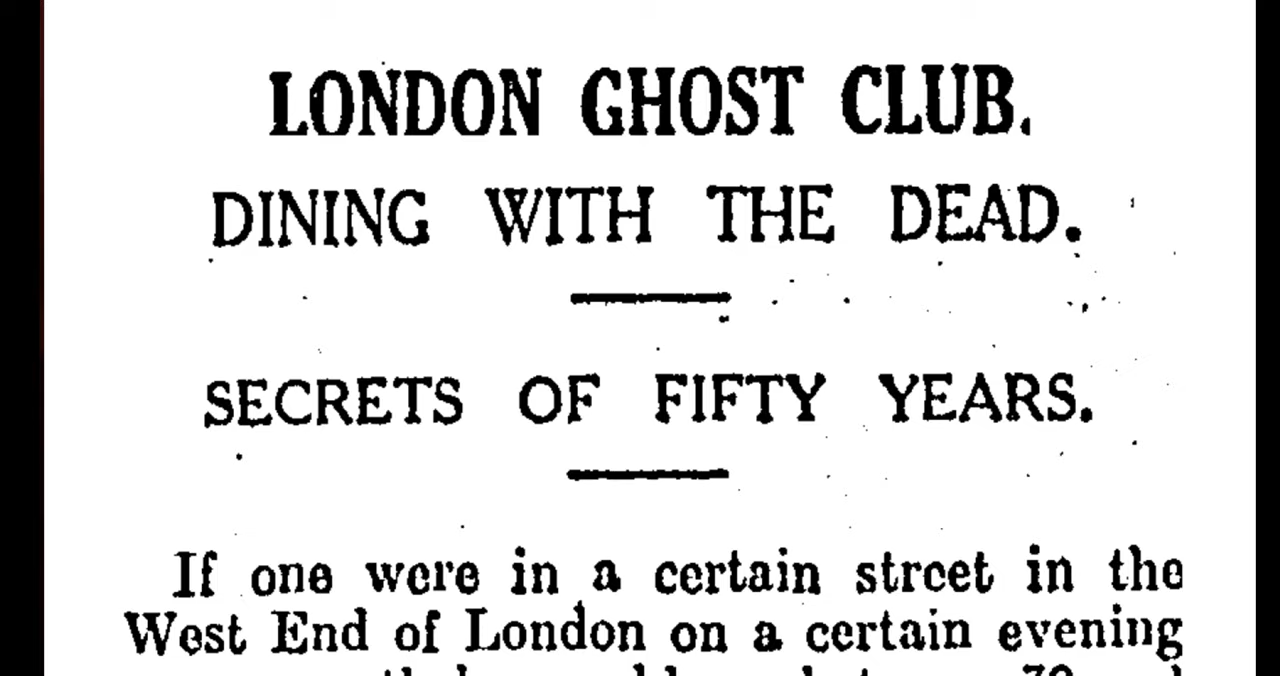 LONDON GHOST CLUB.
DINING WITH THE DEAD.
SECRETS OF FIFTY YEARS.
If one were in a certain street in the
West End of London on a certain evening